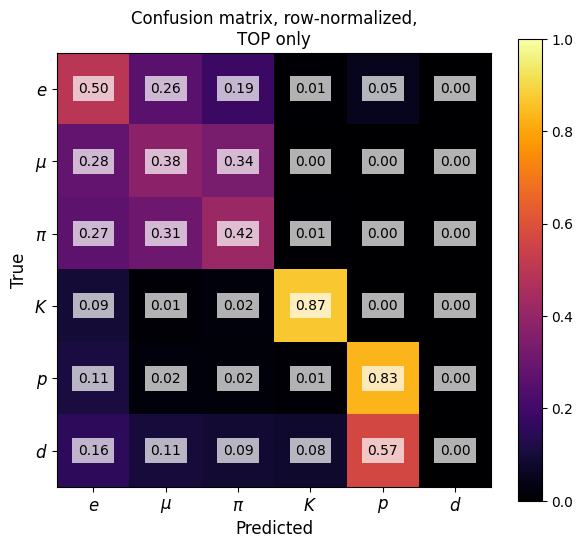 Confusion matrix, row-normalized,
TOP only
e 0.50 0.26 0.19 0.01 0.05 0.00
μ 0.28 0.38 0.34 0.00 0.00 0.00
π 0.27 0.31 0.42 0.01 0.00 0.00
K 0.09 0.01 0.02 0.87 0.00 0.00
p 0.11 0.02 0.02 0.01 0.83 0.00
d 0.16 0.11 0.09 0.08 0.57 0.00
e μ π K p d
Predicted
True
1.0
0.8
0.6
0.4
0.2
0.0